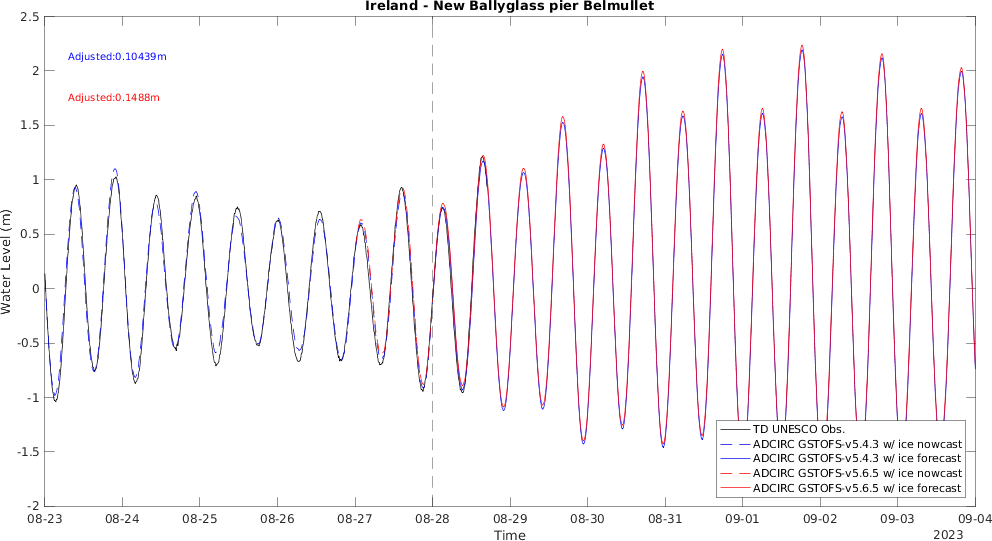 Ireland - New Ballyglass pier Belmullet
Adjusted:0.10439m
Adjusted:0.1488m
Water Level (m)
2.5
2
1.5
1
0.5
0
-0.5
-1
-1.5
-2
TD UNESCO Obs.
ADCIRC GSTOFS-v5.4.3 w/ ice nowcast
ADCIRC GSTOFS-v5.4.3 w/ ice forecast
ADCIRC GSTOFS-v5.6.5 w/ ice nowcast
ADCIRC GSTOFS-v5.6.5 w/ ice forecast
08-23 08-24 08-25 08-26 08-27 08-28 08-29 08-30 08-31 09-01 09-02 09-03 09-04
Time
2023